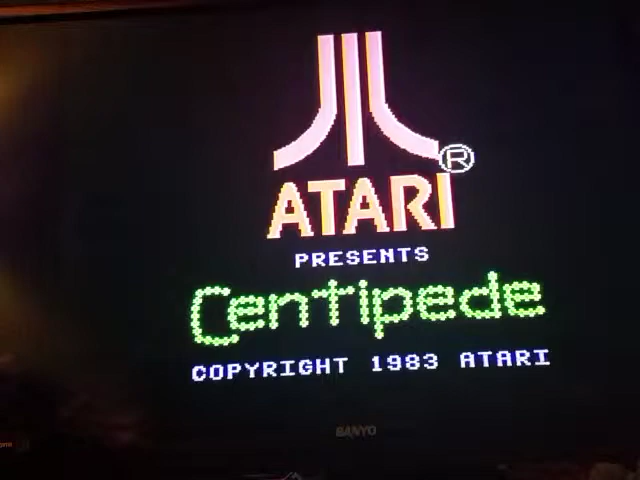 ®
ATARI
PRESENTS
Centipede
COPYRIGHT 1983 ATARI
SANYO